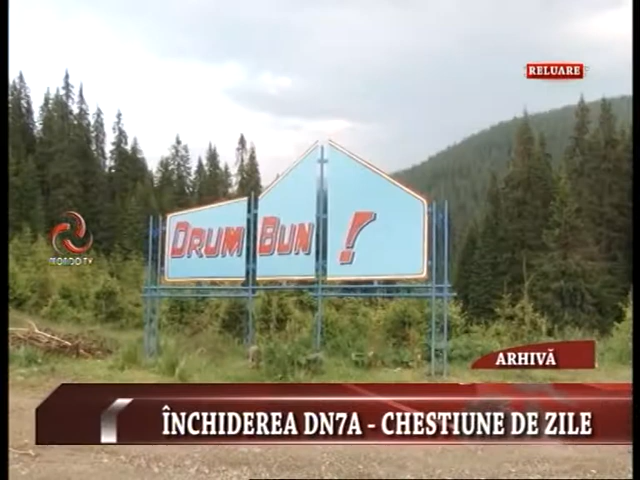 RELUARE
DRUM BUN !
MONDO TV
ARHIVĂ
ÎNCHIDEREA DN7A - CHESTIUNE DE ZILE